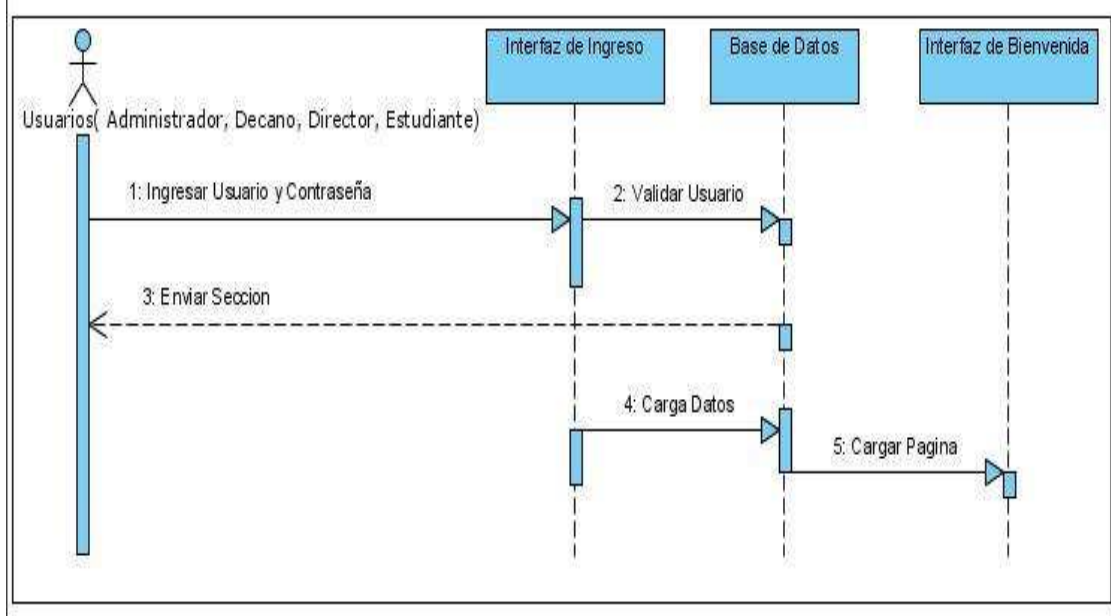 Interfaz de Ingreso
Base de Datos
Interfaz de Bienvenida
Usuarios( Administrador, Decano, Director, Estudiante)
1: Ingresar Usuario y Contraseña
2: Validar Usuario
3: Enviar Seccion
4: Carga Datos
5: Cargar Pagina